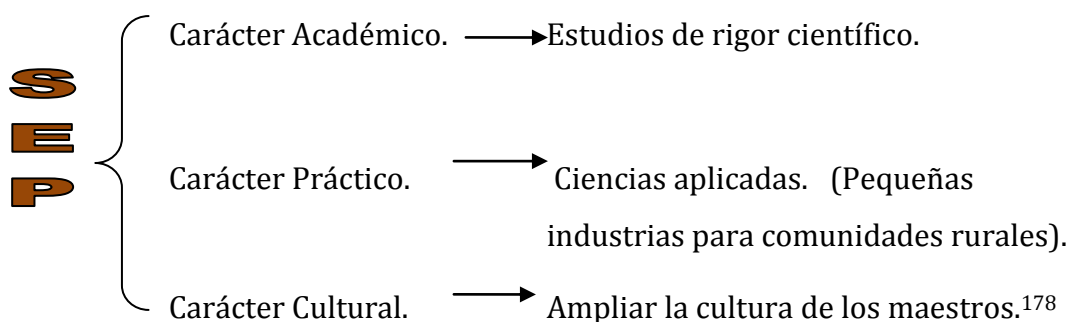 Carácter Académico. Estudios de rigor científico.
SEP
Carácter Práctico. Ciencias aplicadas. (Pequeñas
industrias para comunidades rurales).
Carácter Cultural. Ampliar la cultura de los maestros.178